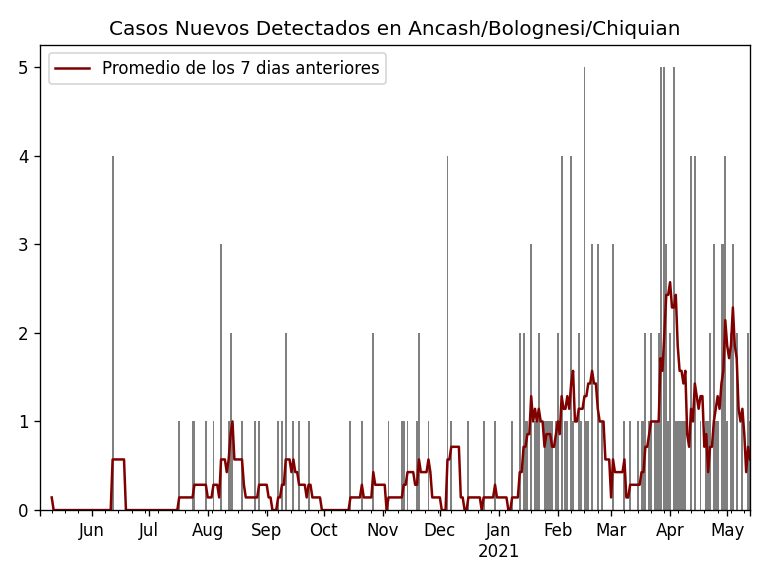 Casos Nuevos Detectados en Ancash/Bolognesi/Chiquian
Promedio de los 7 dias anteriores
5
4
3
2
1
0
Jun Jul Aug Sep Oct Nov Dec Jan Feb Mar Apr May
2021